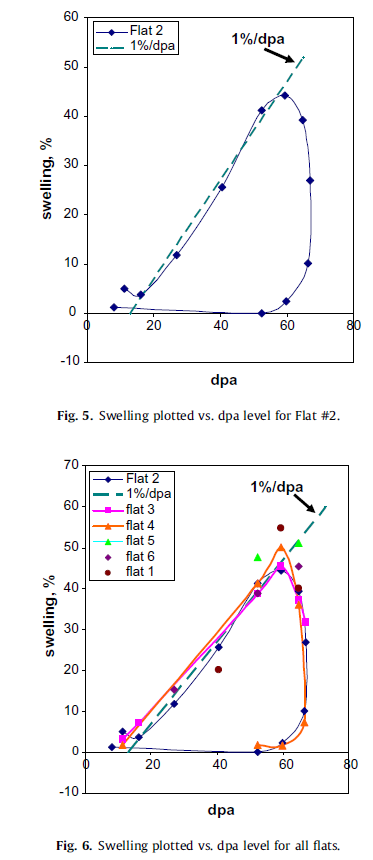 60
50
40
30
20
10
0
-10
0 20 40 60 80
swelling, %
dpa
Flat 2
1%/dpa
1%/dpa
Fig. 5. Swelling plotted vs. dpa level for Flat #2.
70
60
50
40
30
20
10
0
-10
0 20 40 60 80
swelling, %
dpa
Flat 2
1%/dpa
flat 3
flat 4
flat 5
flat 6
flat 1
1%/dpa
Fig. 6. Swelling plotted vs. dpa level for all flats.